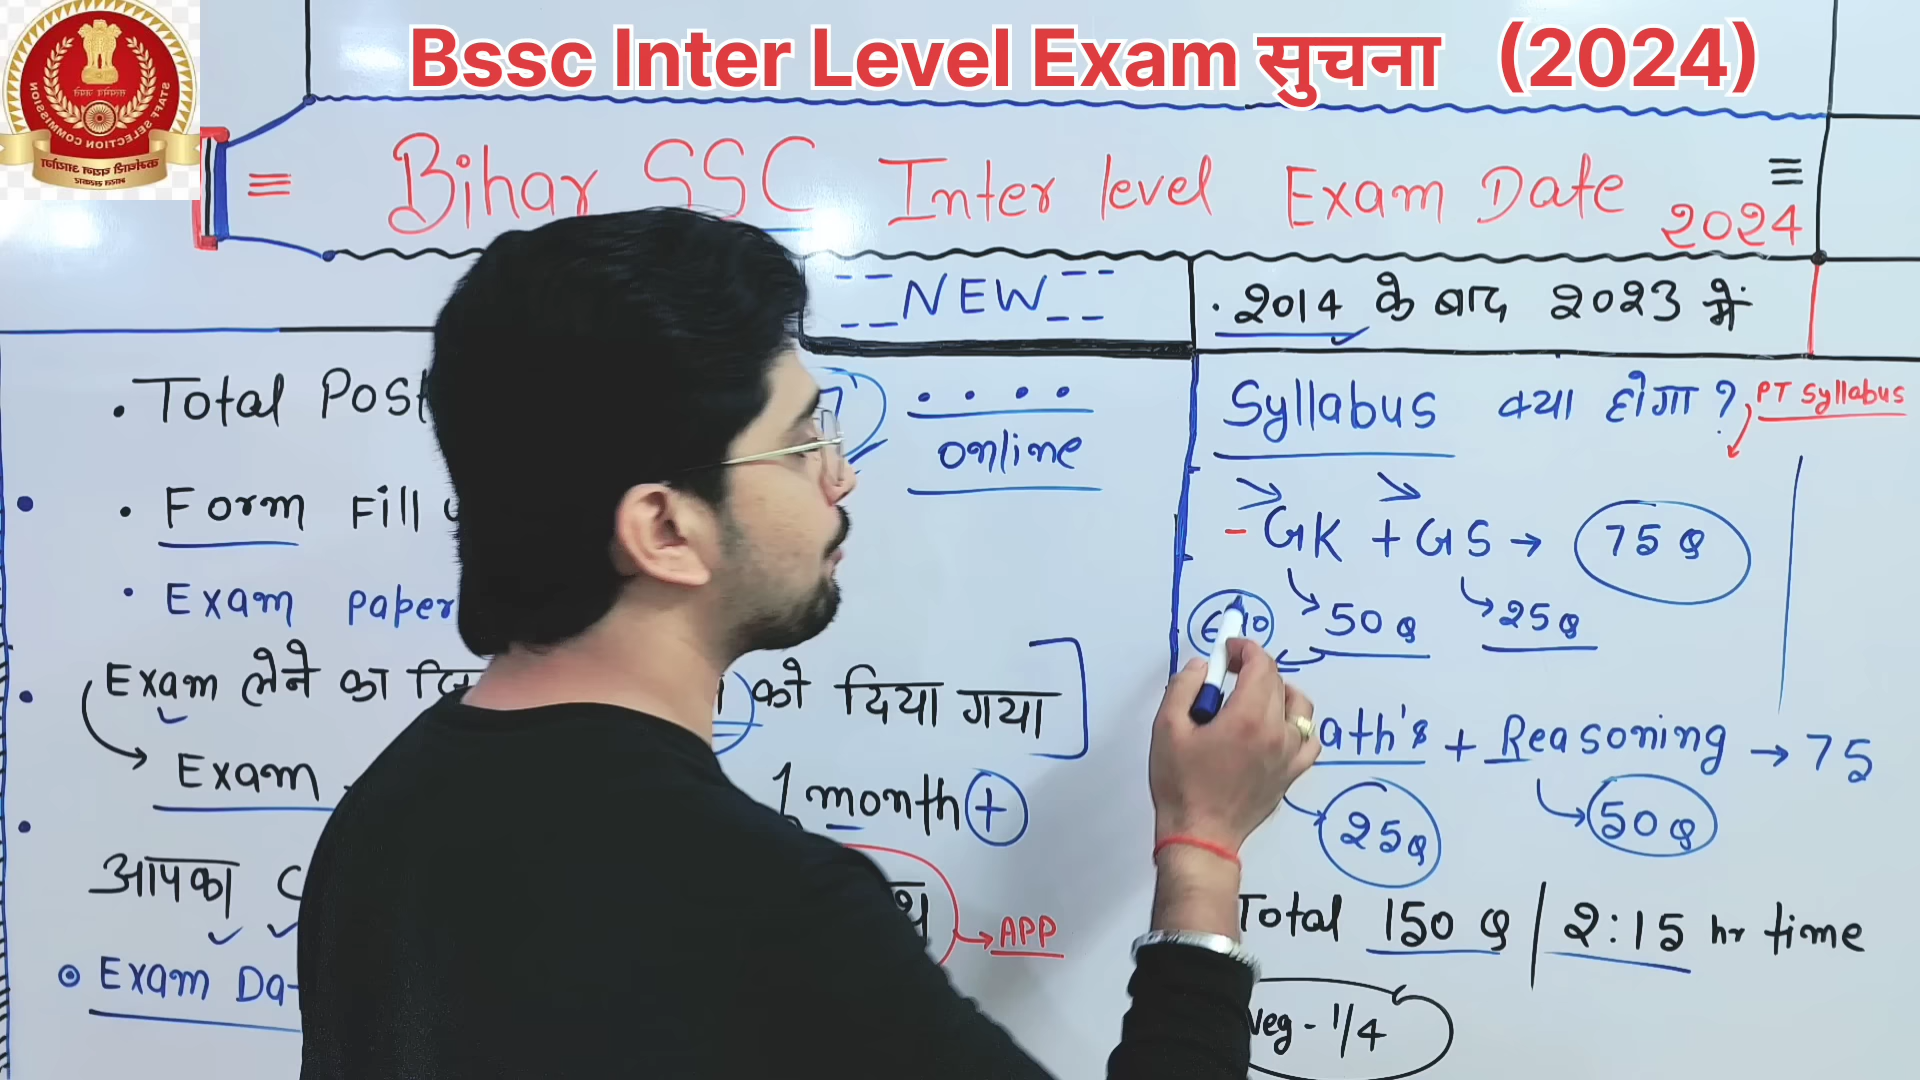 Bssc Inter Level Exam सुचना (2024)
≡ Bihar SSC Inter level Exam Date 2024 ≡
NEW
• 2014 के बाद 2023 में
• Total Post
online
• Form Fill
• Exam paper
Exam लेने का को दिया गया
Exam
1 month +
आपका
APP
Exam Da
Syllabus क्या होगा ?
PT Syllabus
- GK + GS → 75 Q
50 Q
25 Q
ath's + Reasoning → 75
25 Q
50 Q
Total 150 Q / 2:15 hr time
Neg - 1/4